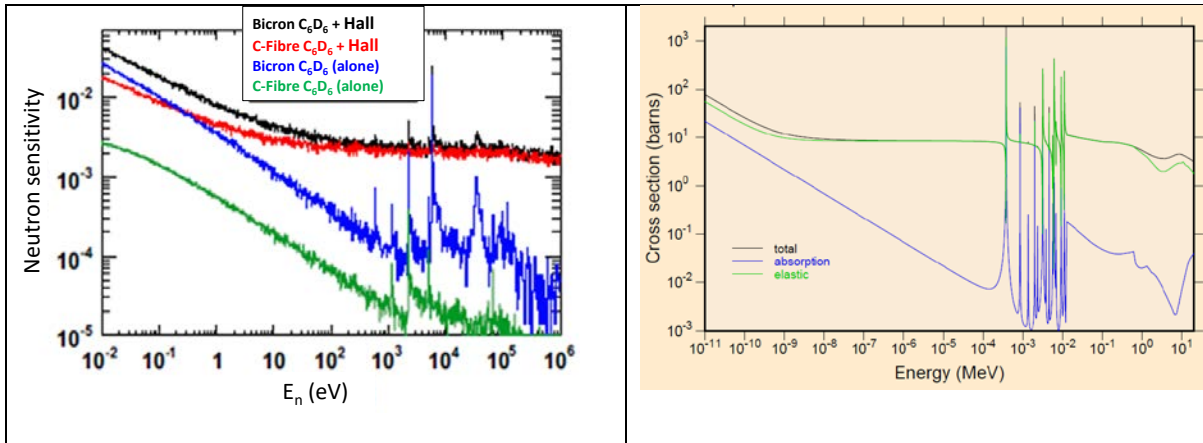 Bicron C₆D₆ + Hall
C-Fibre C₆D₆ + Hall
Bicron C₆D₆ (alone)
C-Fibre C₆D₆ (alone)
Neutron sensitivity
10⁻²
10⁻³
10⁻⁴
10⁻⁵
10⁻² 10⁻¹ 1 10 10² 10³ 10⁴ 10⁵ 10⁶
Eₙ (eV)
Cross section (barns)
10³
10²
10¹
10⁰
10⁻¹
10⁻²
10⁻³
total
absorption
elastic
10⁻¹¹ 10⁻¹⁰ 10⁻⁹ 10⁻⁸ 10⁻⁷ 10⁻⁶ 10⁻⁵ 10⁻⁴ 10⁻³ 10⁻² 10⁻¹ 10⁰ 10¹
Energy (MeV)